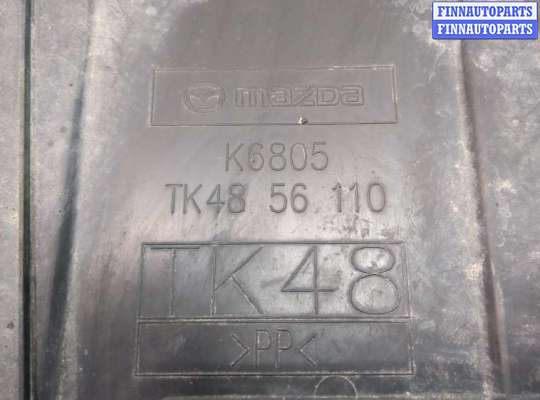 FINNAUTOPARTS
FINNAUTOPARTS
mazda
K6805
TK48 56 110
TK48
>PP<